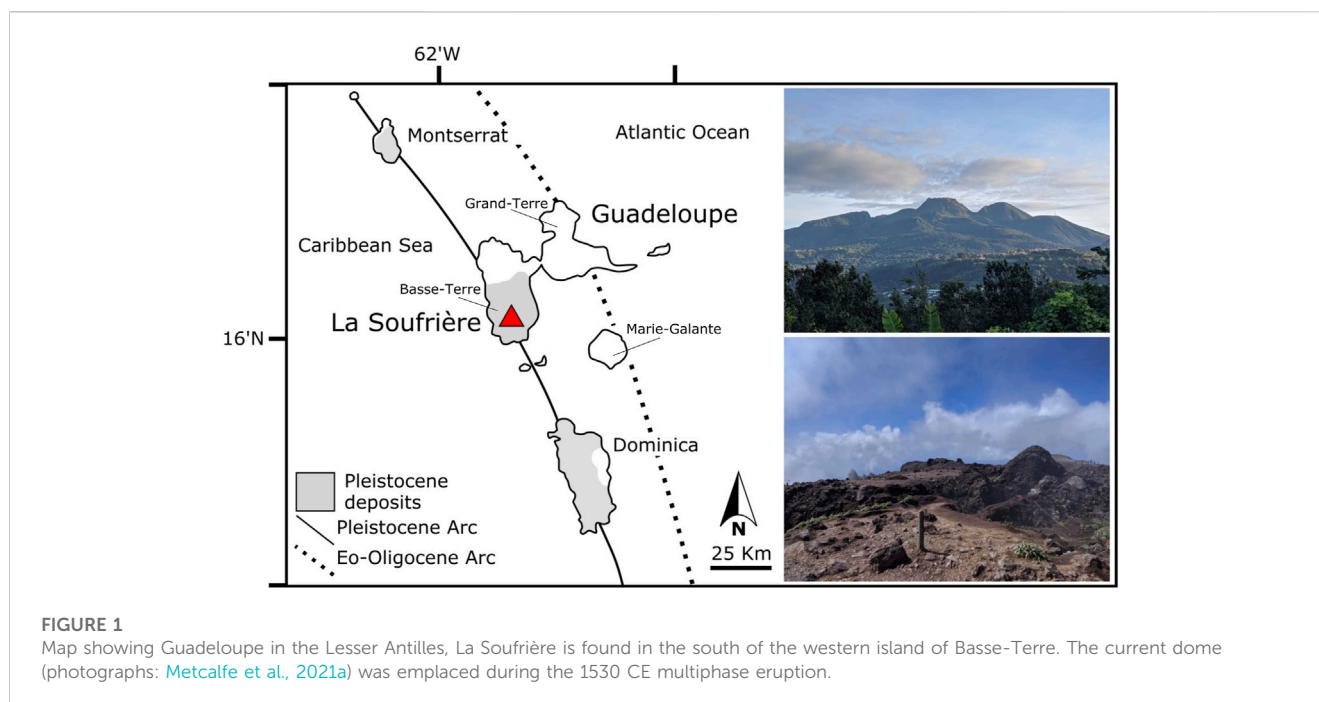 62'W
Montserrat
Atlantic Ocean
Grand-Terre
Guadeloupe
Caribbean Sea
Basse-Terre
La Soufrière
16'N
Marie-Galante
Dominica
Pleistocene
deposits
Pleistocene Arc
Eo-Oligocene Arc
N
25 Km
FIGURE 1
Map showing Guadeloupe in the Lesser Antilles, La Soufrière is found in the south of the western island of Basse-Terre. The current dome
(photographs: Metcalfe et al., 2021a) was emplaced during the 1530 CE multiphase eruption.